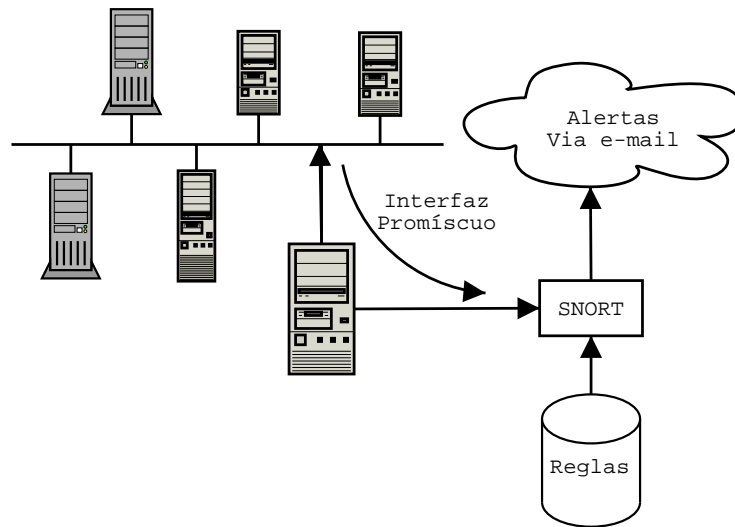 Alertas
Via e-mail
Interfaz
Promíscuo
SNORT
Reglas